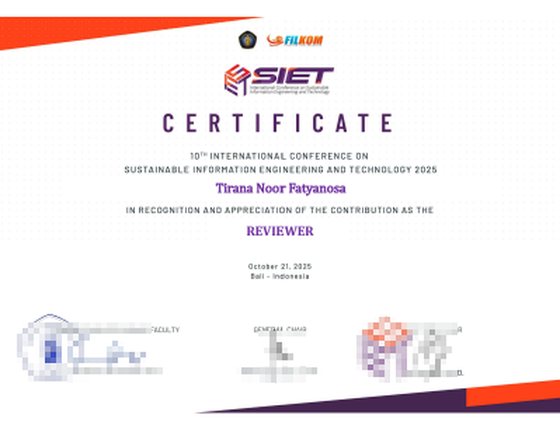 FILKOM
SIET
International Conference on Sustainable
Information Engineering and Technology
CERTIFICATE
10TH INTERNATIONAL CONFERENCE ON
SUSTAINABLE INFORMATION ENGINEERING AND TECHNOLOGY 2025
Tirana Noor Fatyanosa
IN RECOGNITION AND APPRECIATION OF THE CONTRIBUTION AS THE
REVIEWER
October 21, 2025
Bali - Indonesia
FACULTY GENERAL CHAIR